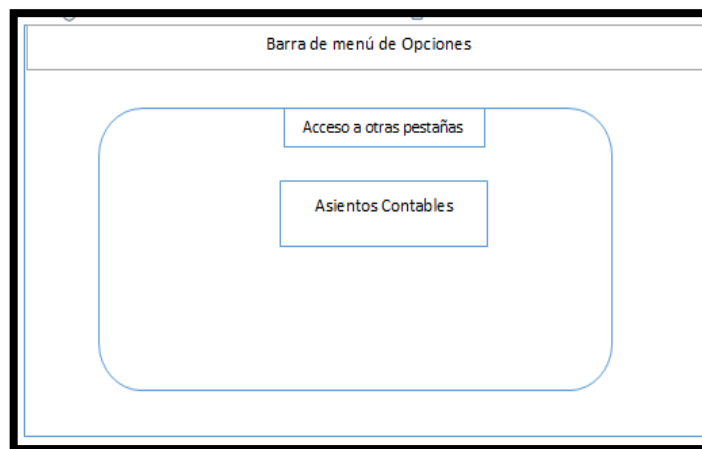 Barra de menú de Opciones
Acceso a otras pestañas
Asientos Contables